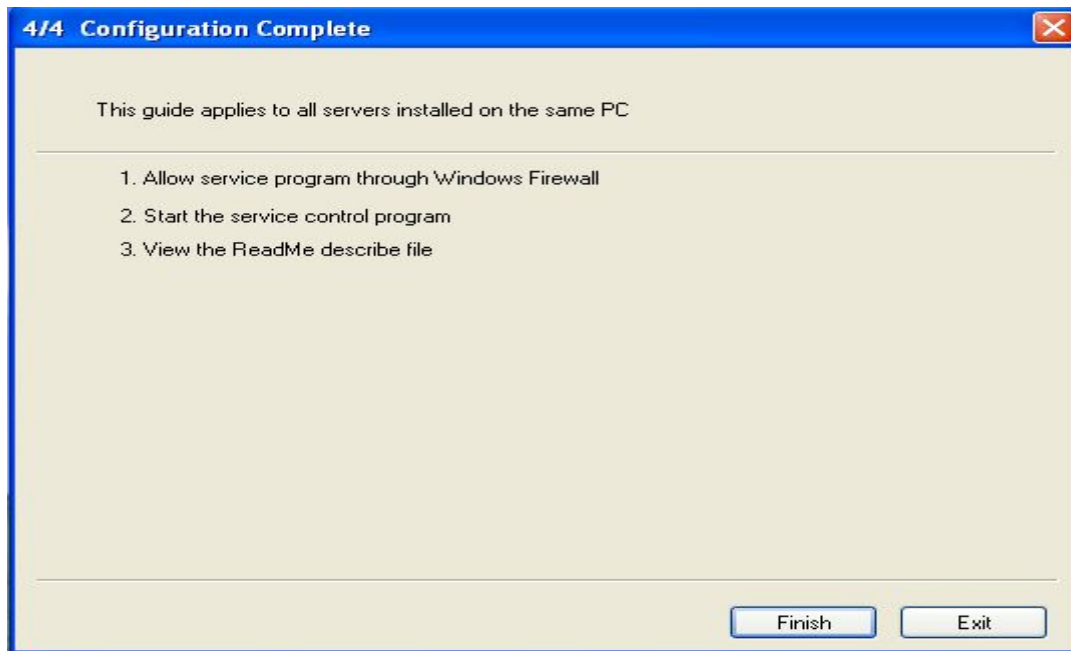 4/4 Configuration Complete
This guide applies to all servers installed on the same PC
1. Allow service program through Windows Firewall
2. Start the service control program
3. View the ReadMe describe file
Finish
Exit